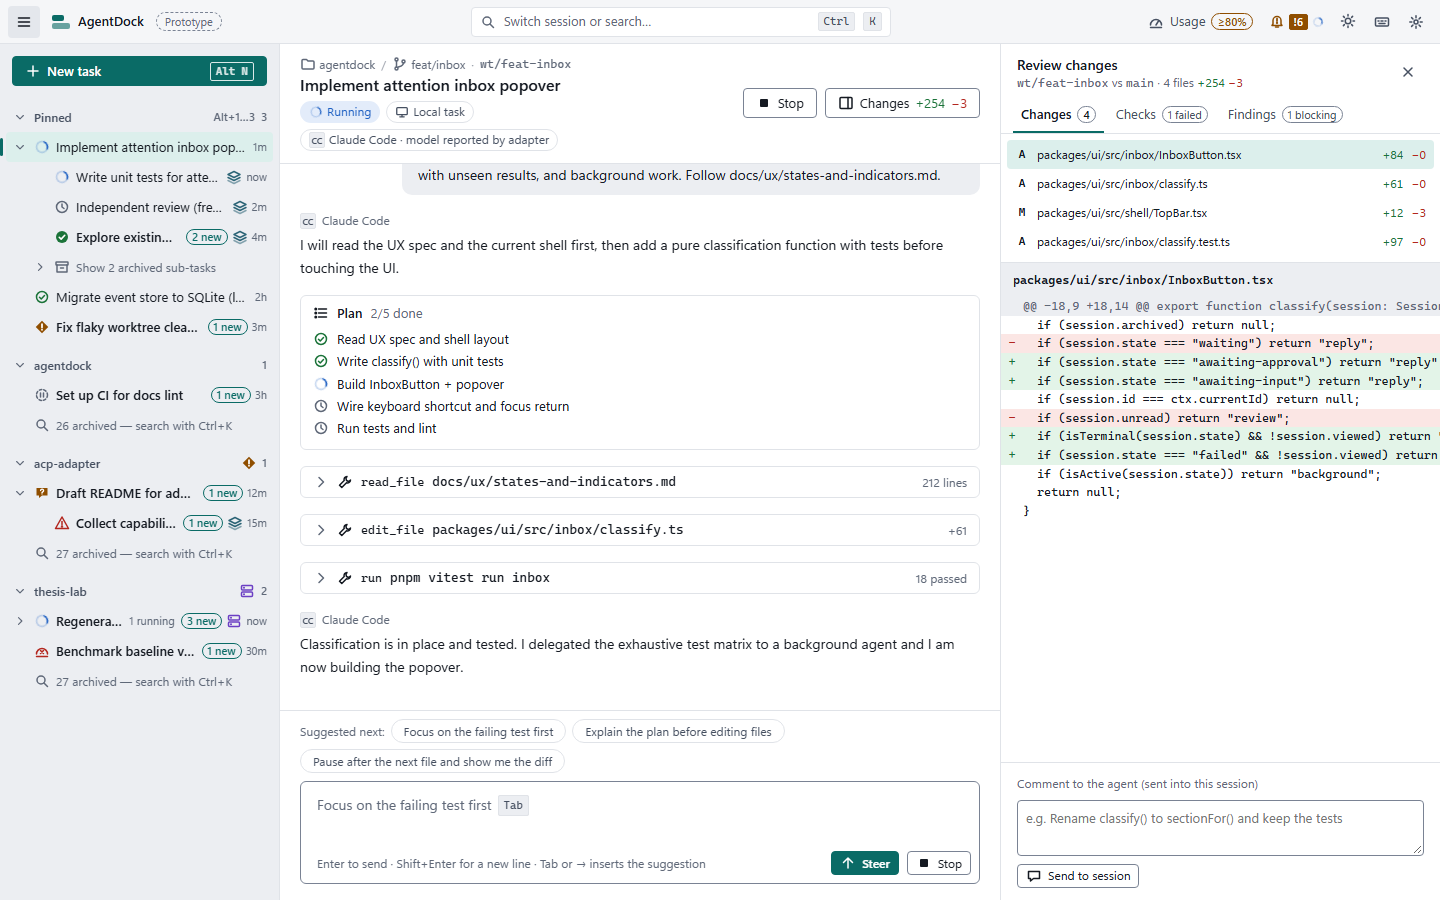 AgentDock Prototype
Switch session or search... Ctrl K
Usage ≥80% !6
New task Alt N
Pinned Alt+1...3 3
Implement attention inbox pop... 1m
Write unit tests for atte... now
Independent review (fre... 2m
Explore existin... 2 new 4m
Show 2 archived sub-tasks
Migrate event store to SQLite (l... 2h
Fix flaky worktree clea... 1 new 3m
agentdock 1
Set up CI for docs lint 1 new 3h
26 archived — search with Ctrl+K
acp-adapter 1
Draft README for ad... 1 new 12m
Collect capabili... 1 new 15m
27 archived — search with Ctrl+K
thesis-lab 2
Regenera... 1 running 3 new now
Benchmark baseline v... 1 new 30m
27 archived — search with Ctrl+K
agentdock / feat/inbox · wt/feat-inbox
Implement attention inbox popover
Running Local task
CC Claude Code · model reported by adapter
Stop Changes +254 −3
with unseen results, and background work. Follow docs/ux/states-and-indicators.md.
CC Claude Code
I will read the UX spec and the current shell first, then add a pure classification function with tests before
touching the UI.
Plan 2/5 done
Read UX spec and shell layout
Write classify() with unit tests
Build InboxButton + popover
Wire keyboard shortcut and focus return
Run tests and lint
read_file docs/ux/states-and-indicators.md 212 lines
edit_file packages/ui/src/inbox/classify.ts +61
run pnpm vitest run inbox 18 passed
CC Claude Code
Classification is in place and tested. I delegated the exhaustive test matrix to a background agent and I am
now building the popover.
Suggested next: Focus on the failing test first Explain the plan before editing files
Pause after the next file and show me the diff
Focus on the failing test first Tab
Enter to send · Shift+Enter for a new line · Tab or → inserts the suggestion
Steer Stop
Review changes
wt/feat-inbox vs main · 4 files +254 −3
Changes 4 Checks 1 failed Findings 1 blocking
A packages/ui/src/inbox/InboxButton.tsx +84 −0
A packages/ui/src/inbox/classify.ts +61 −0
M packages/ui/src/shell/TopBar.tsx +12 −3
A packages/ui/src/inbox/classify.test.ts +97 −0
packages/ui/src/inbox/InboxButton.tsx
@@ −18,9 +18,14 @@ export function classify(session: Session
if (session.archived) return null;
− if (session.state === "waiting") return "reply";
+ if (session.state === "awaiting-approval") return "reply"
+ if (session.state === "awaiting-input") return "reply";
if (session.id === ctx.currentId) return null;
− if (session.unread) return "review";
+ if (isTerminal(session.state) && !session.viewed) return "
+ if (session.state === "failed" && !session.viewed) return
if (isActive(session.state)) return "background";
return null;
}
Comment to the agent (sent into this session)
e.g. Rename classify() to sectionFor() and keep the tests
Send to session